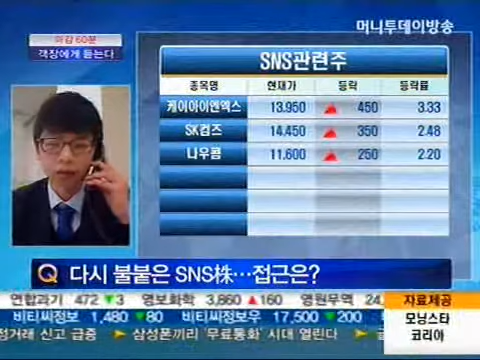 마감 60분
객장에게 듣는다
머니투데이방송
SNS관련주
종목명 현재가 등락 등락률
케이아이엔엑스 13,950 ▲ 450 3.33
SK컴즈 14,450 ▲ 350 2.48
나우콤 11,600 ▲ 250 2.20
Q 다시 불붙은 SNS株…접근은?
연합과기 472 ▼3 영보화학 3,860 ▲160 영원무역 24,
비티씨정보 1,480 ▼80 비티씨정보우 17,500 ▼200
정거래 신고 급증 ▶ 삼성폰끼리 '무료통화' 시대 열린다 ▶
자료제공
모닝스타
코리아